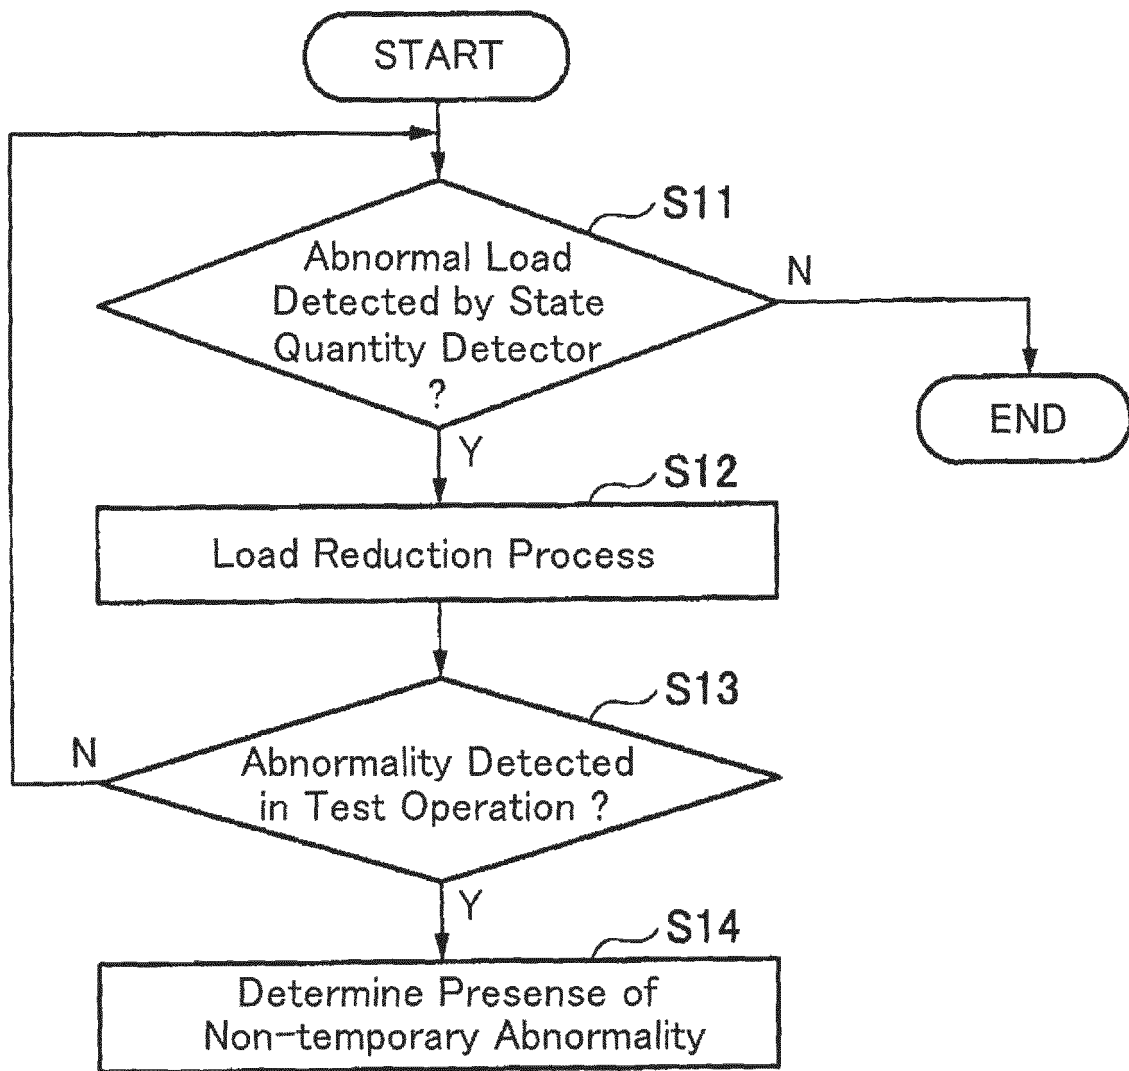 START
S11
Abnormal Load
Detected by State
Quantity Detector
?
N
END
Y
S12
Load Reduction Process
S13
N
Abnormality Detected
in Test Operation ?
Y
S14
Determine Presense of
Non-temporary Abnormality